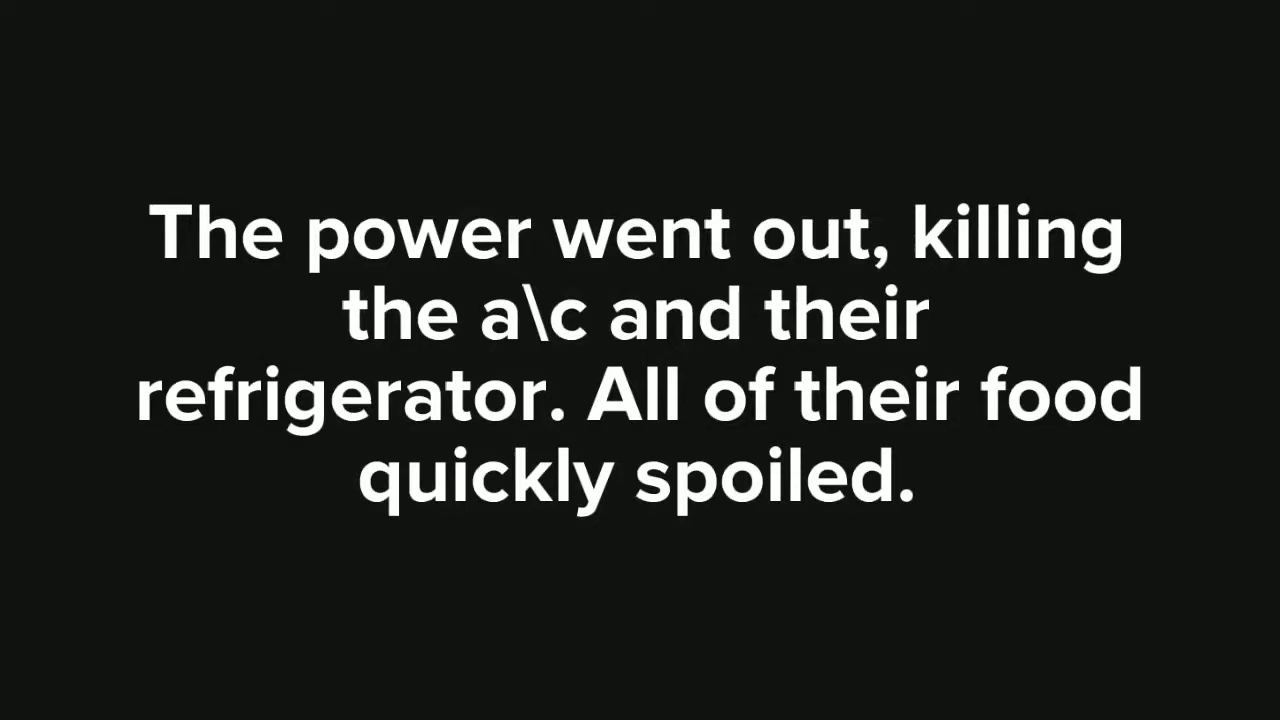 The power went out, killing
the a\c and their
refrigerator. All of their food
quickly spoiled.